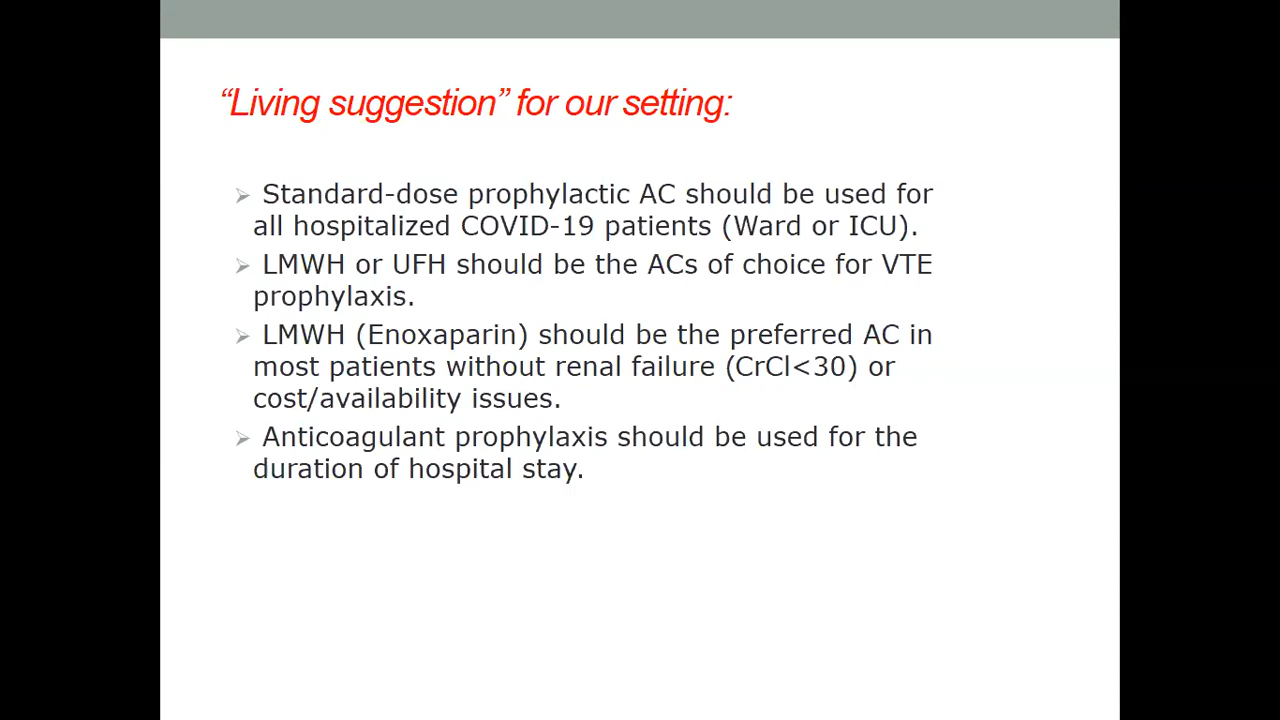 “Living suggestion” for our setting:
Standard-dose prophylactic AC should be used for
all hospitalized COVID-19 patients (Ward or ICU).
LMWH or UFH should be the ACs of choice for VTE
prophylaxis.
LMWH (Enoxaparin) should be the preferred AC in
most patients without renal failure (CrCl<30) or
cost/availability issues.
Anticoagulant prophylaxis should be used for the
duration of hospital stay.